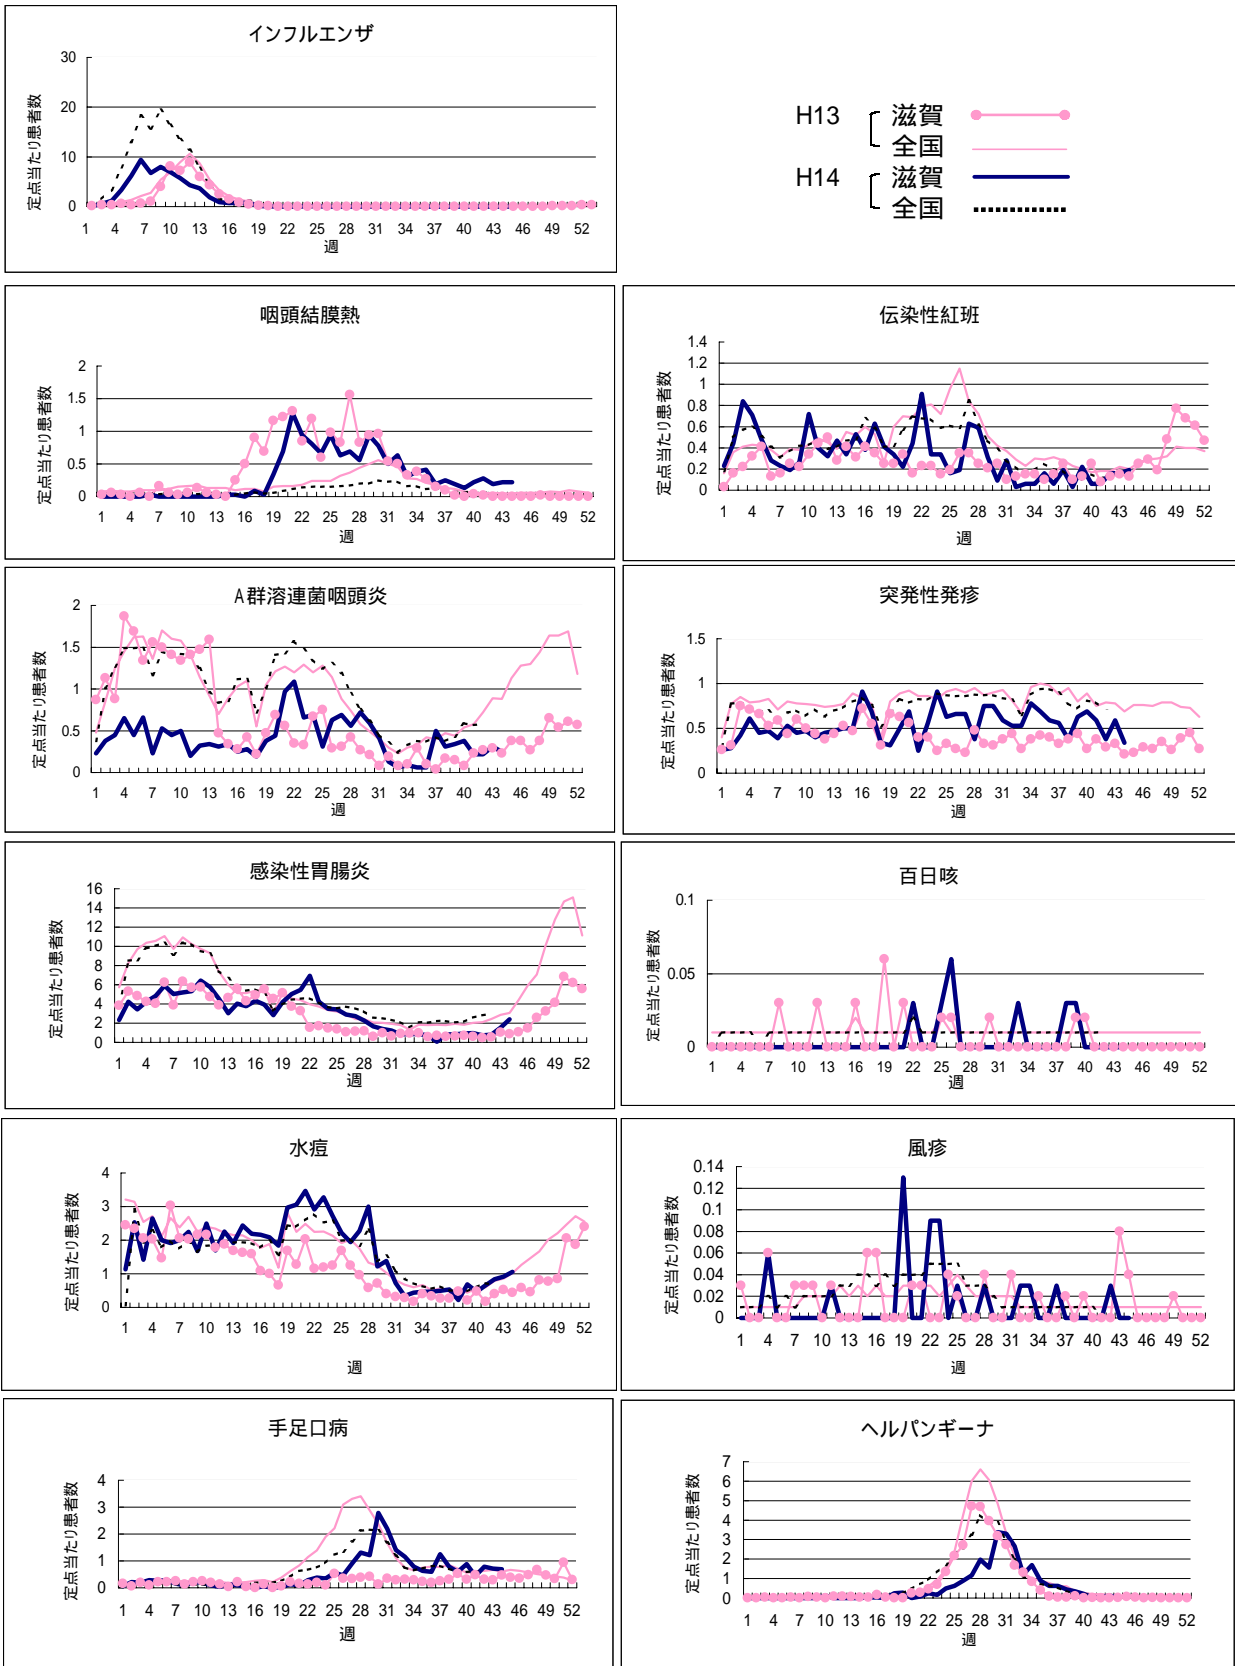 インフルエンザ
定点当たり患者数
30
20
10
0
1 4 7 10 13 16 19 22 25 28 31 34 37 40 43 46 49 52
週
H13 滋賀
全国
H14 滋賀
全国
咽頭結膜熱
定点当たり患者数
2
1.5
1
0.5
0
1 4 7 10 13 16 19 22 25 28 31 34 37 40 43 46 49 52
週
伝染性紅斑
定点当たり患者数
1.4
1.2
1
0.8
0.6
0.4
0.2
0
1 4 7 10 13 16 19 22 25 28 31 34 37 40 43 46 49 52
週
A群溶連菌咽頭炎
定点当たり患者数
2
1.5
1
0.5
0
1 4 7 10 13 16 19 22 25 28 31 34 37 40 43 46 49 52
週
突発性発疹
定点当たり患者数
1.5
1
0.5
0
1 4 7 10 13 16 19 22 25 28 31 34 37 40 43 46 49 52
週
感染性胃腸炎
定点当たり患者数
16
14
12
10
8
6
4
2
0
1 4 7 10 13 16 19 22 25 28 31 34 37 40 43 46 49 52
週
百日咳
定点当たり患者数
0.1
0.05
0
1 4 7 10 13 16 19 22 25 28 31 34 37 40 43 46 49 52
週
水痘
定点当たり患者数
4
3
2
1
0
1 4 7 10 13 16 19 22 25 28 31 34 37 40 43 46 49 52
週
風疹
定点当たり患者数
0.14
0.12
0.1
0.08
0.06
0.04
0.02
0
1 4 7 10 13 16 19 22 25 28 31 34 37 40 43 46 49 52
週
手足口病
定点当たり患者数
4
3
2
1
0
1 4 7 10 13 16 19 22 25 28 31 34 37 40 43 46 49 52
週
ヘルパンギーナ
定点当たり患者数
7
6
5
4
3
2
1
0
1 4 7 10 13 16 19 22 25 28 31 34 37 40 43 46 49 52
週